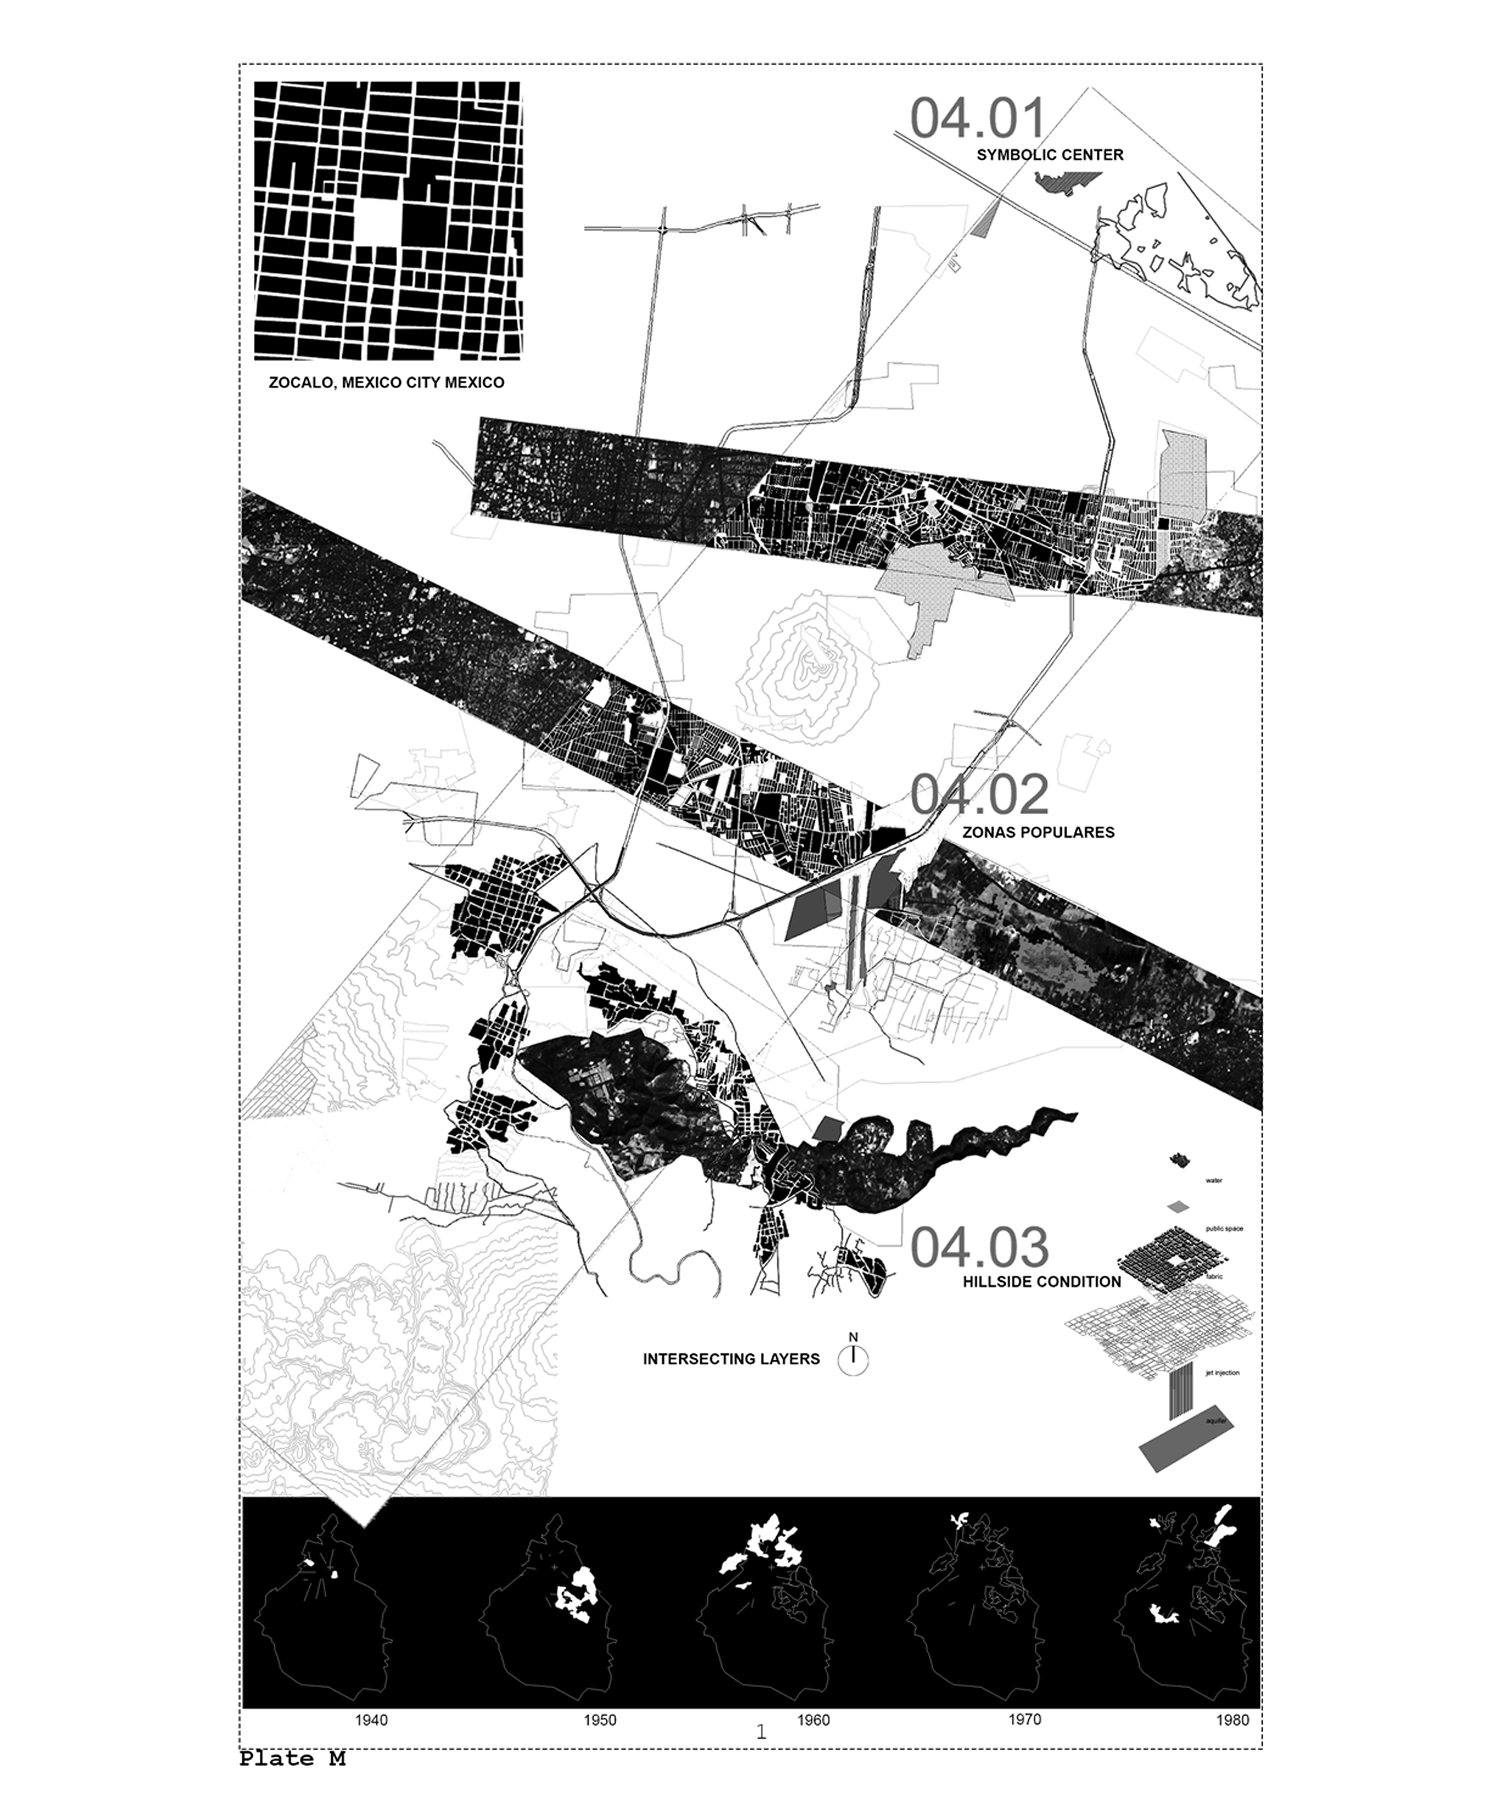 04.01
SYMBOLIC CENTER
ZOCALO, MEXICO CITY MEXICO
04.02
ZONAS POPULARES
water
public space
04.03
fabric
HILLSIDE CONDITION
N
INTERSECTING LAYERS
jet injection
aquifer
1940
1950
1
1960
1970
1980
Plate M